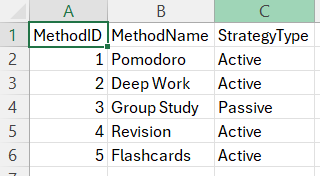 A B C
1 MethodID MethodName StrategyType
2 1 Pomodoro Active
3 2 Deep Work Active
4 3 Group Study Passive
5 4 Revision Active
6 5 Flashcards Active